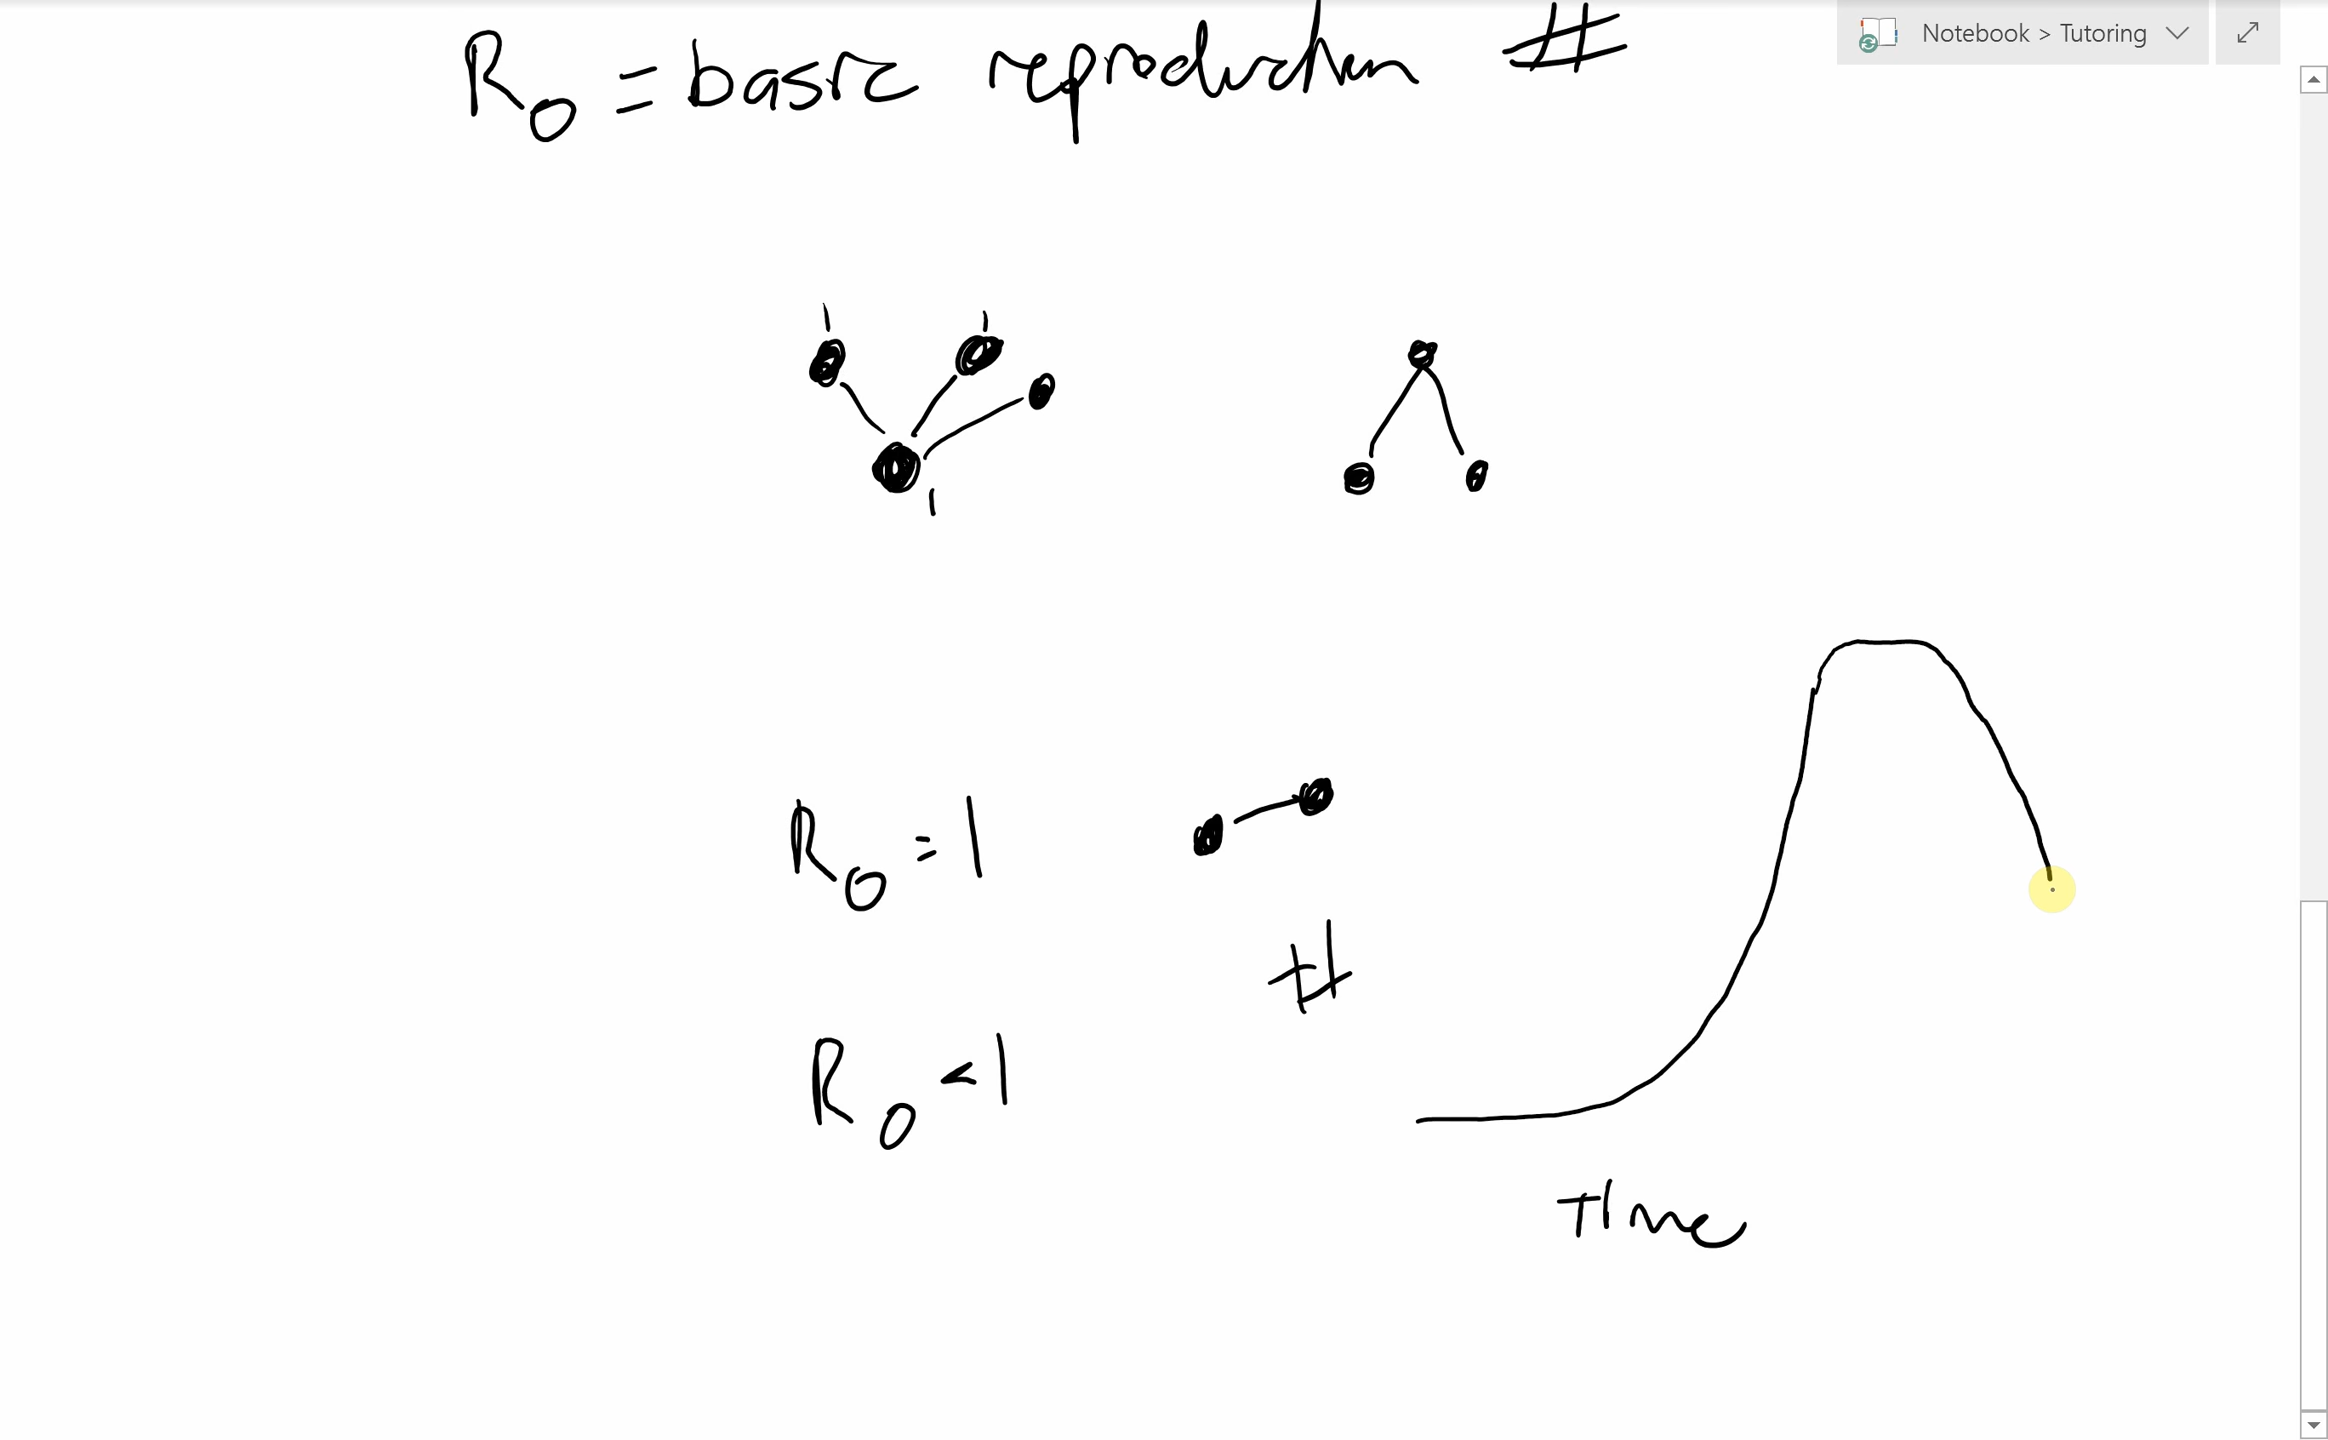 Notebook > Tutoring
R₀ = basic reproduction #
R₀ = 1
#
R₀ < 1
Time